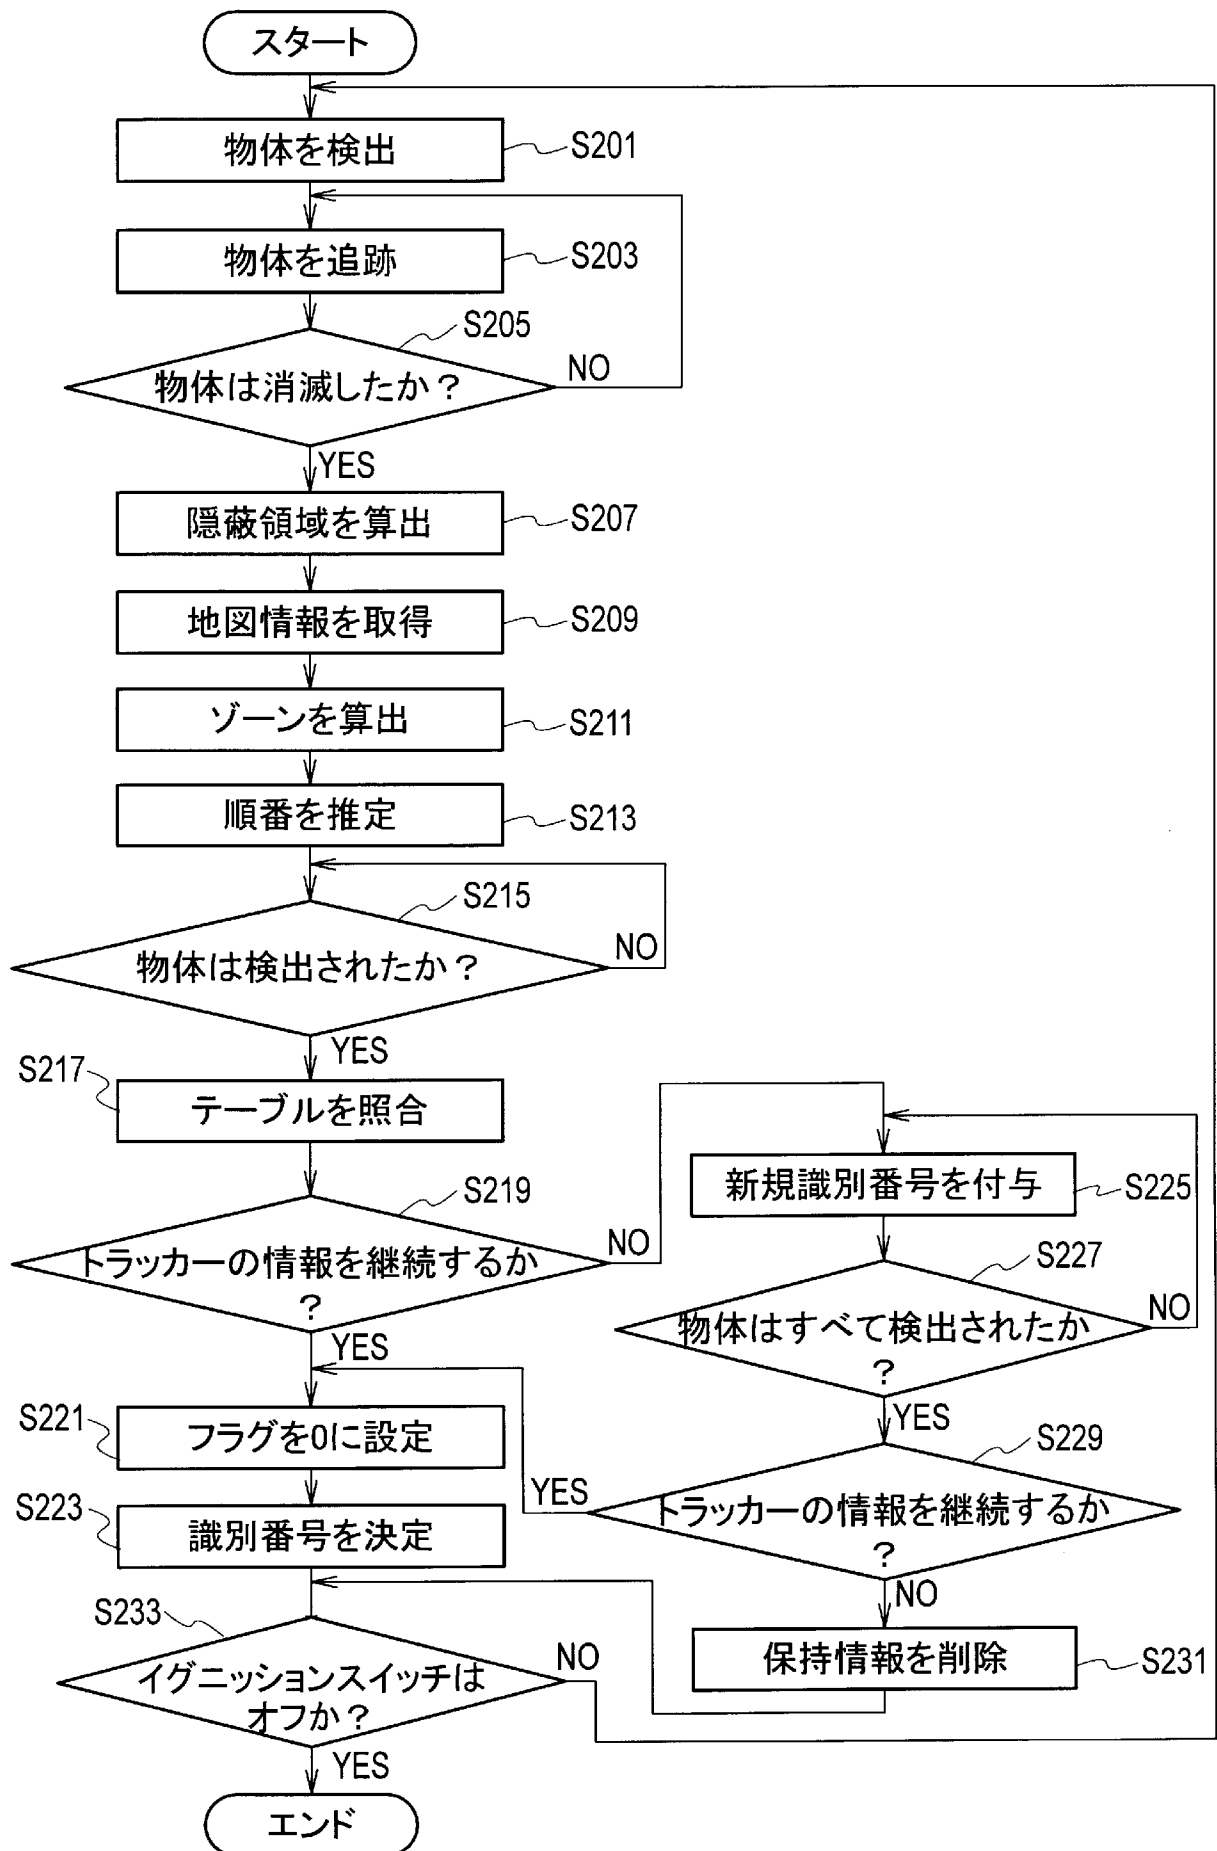 スタート
物体を検出
S201
物体を追跡
S203
S205
物体は消滅したか？
NO
YES
隠蔽領域を算出
S207
地図情報を取得
S209
ゾーンを算出
S211
順番を推定
S213
S215
物体は検出されたか？
NO
YES
S217
テーブルを照合
S219
トラッカーの情報を継続するか
？
NO
YES
新規識別番号を付与
S225
S227
物体はすべて検出されたか
？
NO
YES
S221
フラグを0に設定
S229
トラッカーの情報を継続するか
？
YES
NO
S223
識別番号を決定
S233
イグニッションスイッチは
オフか？
NO
YES
保持情報を削除
S231
エンド